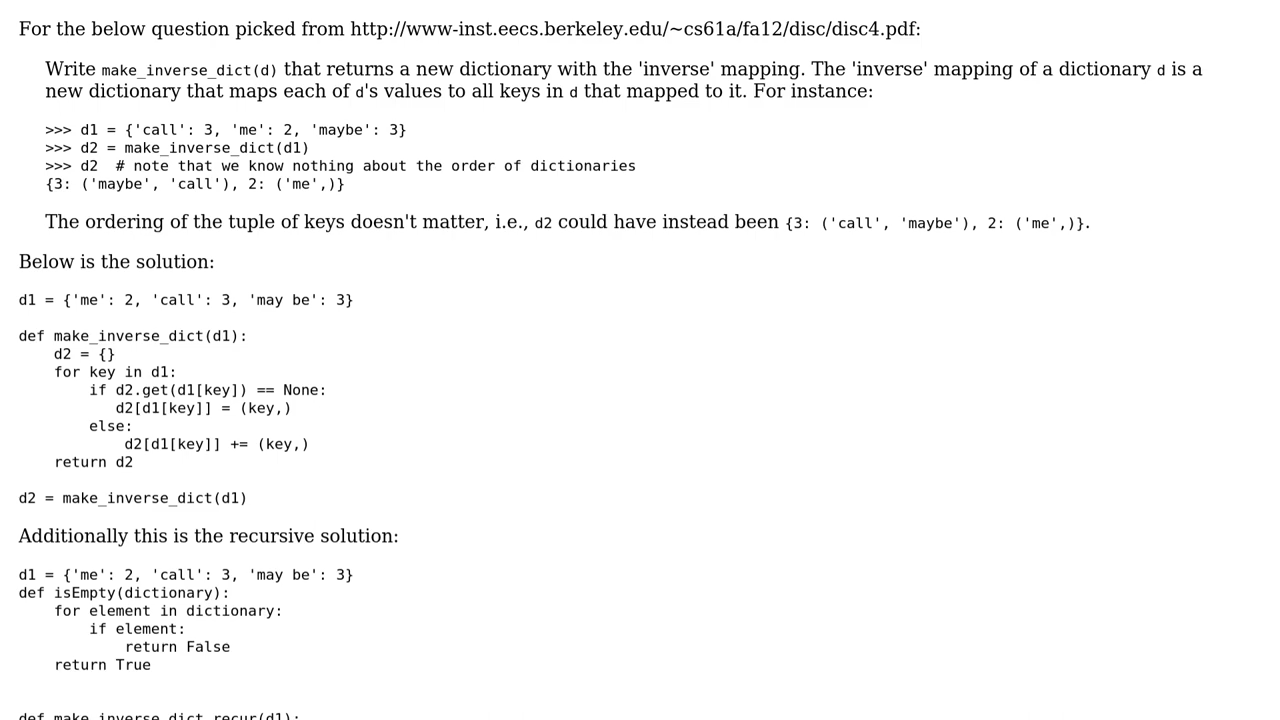 For the below question picked from http://www-inst.eecs.berkeley.edu/~cs61a/fa12/disc/disc4.pdf:
Write make_inverse_dict(d) that returns a new dictionary with the 'inverse' mapping. The 'inverse' mapping of a dictionary d is a
new dictionary that maps each of d's values to all keys in d that mapped to it. For instance:
>>> d1 = {'call': 3, 'me': 2, 'maybe': 3}
>>> d2 = make_inverse_dict(d1)
>>> d2  # note that we know nothing about the order of dictionaries
{3: ('maybe', 'call'), 2: ('me',)}
The ordering of the tuple of keys doesn't matter, i.e., d2 could have instead been {3: ('call', 'maybe'), 2: ('me',)}.
Below is the solution:
d1 = {'me': 2, 'call': 3, 'may be': 3}
def make_inverse_dict(d1):
    d2 = {}
    for key in d1:
        if d2.get(d1[key]) == None:
           d2[d1[key]] = (key,)
        else:
            d2[d1[key]] += (key,)
    return d2
d2 = make_inverse_dict(d1)
Additionally this is the recursive solution:
d1 = {'me': 2, 'call': 3, 'may be': 3}
def isEmpty(dictionary):
    for element in dictionary:
        if element:
            return False
    return True
def make_inverse_dict_recur(d1):